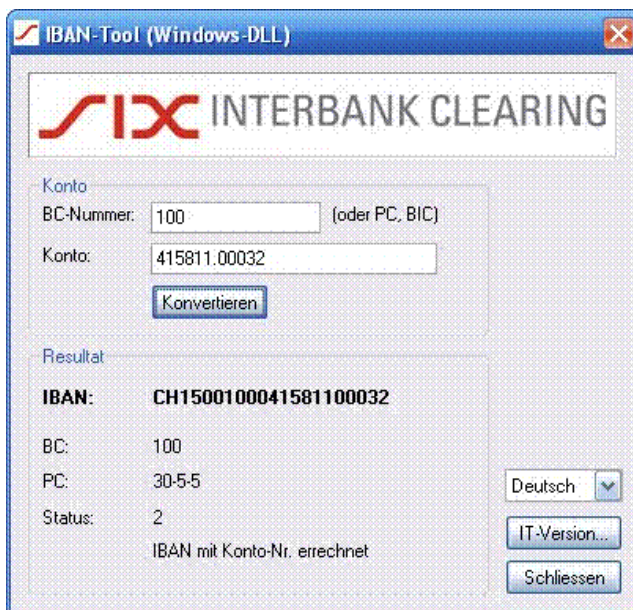 IBAN-Tool (Windows-DLL)
SIX INTERBANK CLEARING
Konto
BC-Nummer: 100 (oder PC, BIC)
Konto: 415811.00032
Konvertieren
Resultat
IBAN: CH1500100041581100032
BC: 100
PC: 30-5-5
Deutsch
Status: 2
IT-Version...
IBAN mit Konto-Nr. errechnet
Schliessen